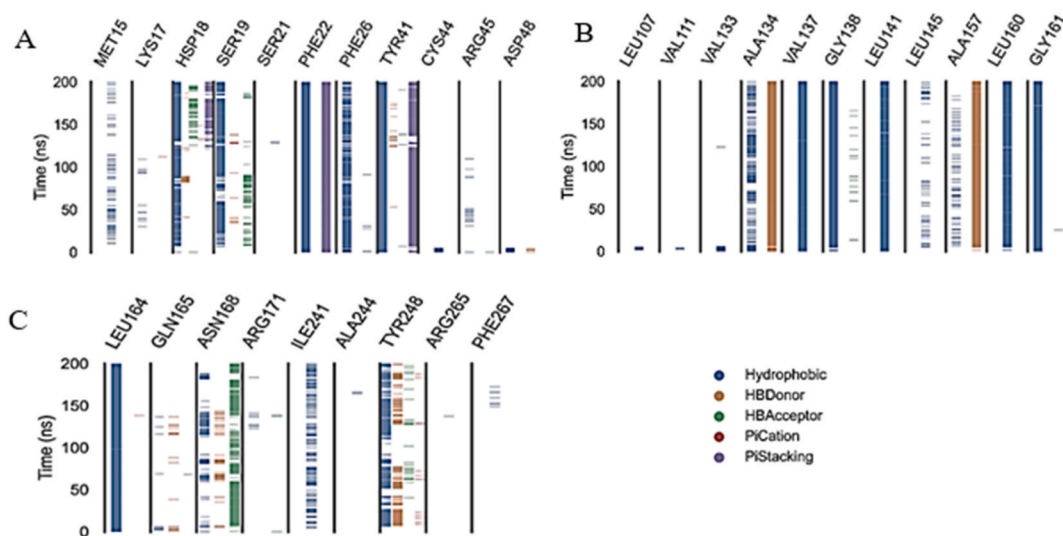 A
MET15 LYS17 HSP18 SER19 SER21 PHE22 PHE26 TYR41 CYS44 ARG45 ASP48
200
150
100
50
0
Time (ns)
B
LEU107 VAL111 VAL133 ALA134 VAL137 GLY138 LEU141 LEU145 ALA157 LEU160 GLY161
200
150
100
50
0
Time (ns)
C
LEU164 GLN165 ASN168 ARG171 ILE241 ALA244 TYR248 ARG265 PHE267
200
150
100
50
0
Time (ns)
Hydrophobic
HBDonor
HBAcceptor
PiCation
PiStacking